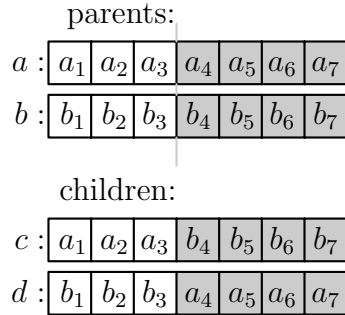 parents:
a : a₁ a₂ a₃ a₄ a₅ a₆ a₇
b : b₁ b₂ b₃ b₄ b₅ b₆ b₇
children:
c : a₁ a₂ a₃ b₄ b₅ b₆ b₇
d : b₁ b₂ b₃ a₄ a₅ a₆ a₇